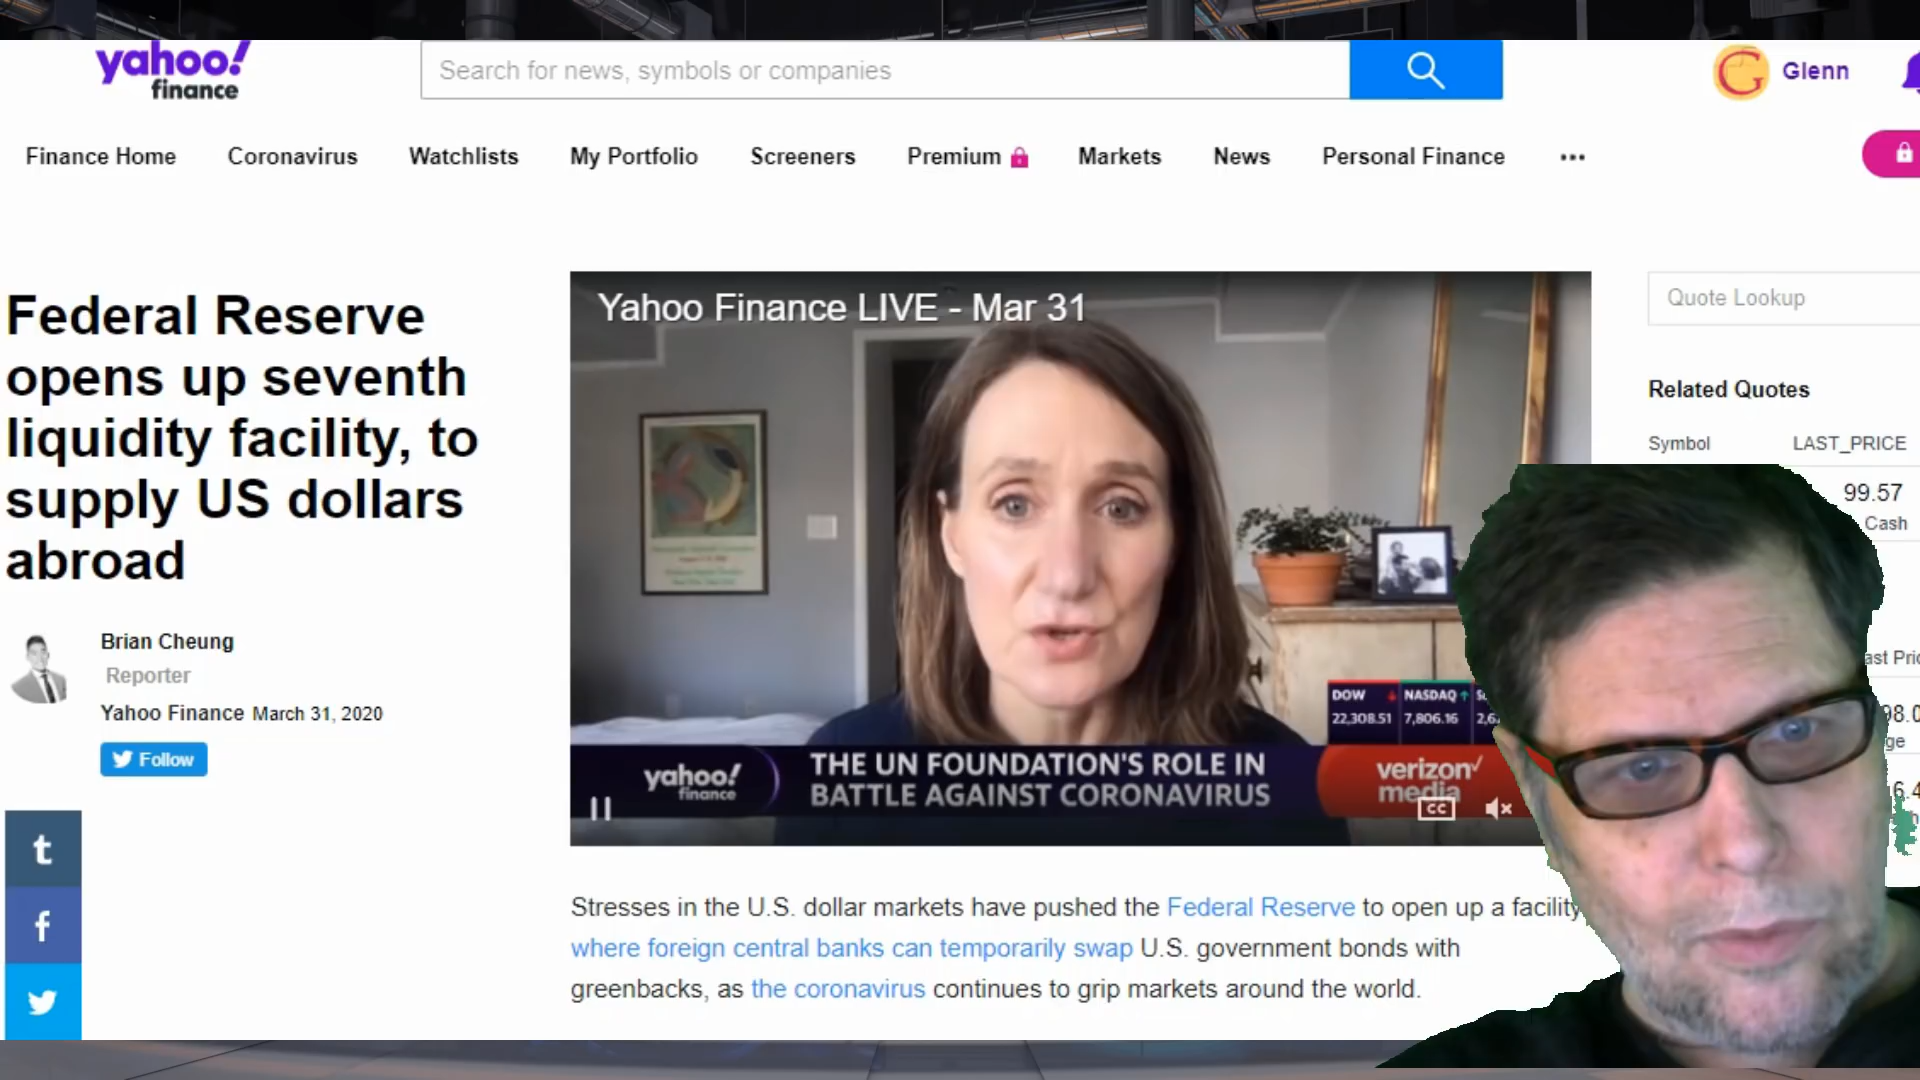 yahoo!
finance
Search for news, symbols or companies
Glenn
Finance Home
Coronavirus
Watchlists
My Portfolio
Screeners
Premium
Markets
News
Personal Finance
Federal Reserve
opens up seventh
liquidity facility, to
supply US dollars
abroad
Brian Cheung
Reporter
Yahoo Finance March 31, 2020
Follow
Yahoo Finance LIVE - Mar 31
DOW
22,308.51
NASDAQ
7,806.16
yahoo!
finance
THE UN FOUNDATION'S ROLE IN
BATTLE AGAINST CORONAVIRUS
verizon
media
CC
Stresses in the U.S. dollar markets have pushed the Federal Reserve to open up a facility
where foreign central banks can temporarily swap U.S. government bonds with
greenbacks, as the coronavirus continues to grip markets around the world.
Quote Lookup
Related Quotes
Symbol
LAST_PRICE
99.57
Cash